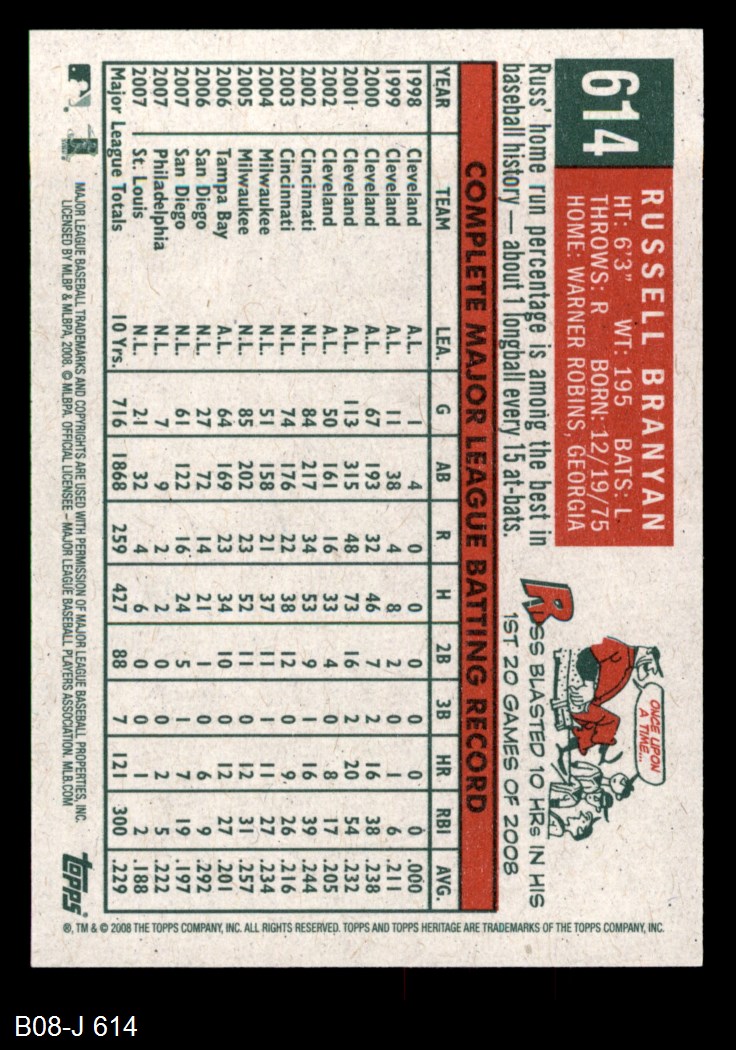 614
RUSSELL BRANYAN
HT: 6'3" WT: 195 BATS: L
THROWS: R BORN: 12/19/75
HOME: WARNER ROBINS, GEORGIA
Russ' home run percentage is among the best in
baseball history — about 1 longball every 15 at-bats.
ONCE UPON
A TIME...
RUSS BLASTED 10 HRs IN HIS
1ST 20 GAMES OF 2008
COMPLETE MAJOR LEAGUE BATTING RECORD
YEAR TEAM LEA. G AB R H 2B 3B HR RBI AVG.
1998 Cleveland A.L. 1 4 0 0 0 0 0 0 .000
1999 Cleveland A.L. 11 38 4 8 2 0 1 6 .211
2000 Cleveland A.L. 67 193 32 46 7 2 16 38 .238
2001 Cleveland A.L. 113 315 48 73 16 2 20 54 .232
2002 Cleveland A.L. 50 161 16 33 4 0 8 17 .205
2002 Cincinnati N.L. 84 217 34 53 9 1 16 39 .244
2003 Cincinnati N.L. 74 176 22 38 12 0 9 26 .216
2004 Milwaukee N.L. 51 158 21 37 11 1 11 27 .234
2005 Milwaukee N.L. 85 202 23 52 11 0 12 31 .257
2006 Tampa Bay A.L. 64 169 23 34 10 0 12 27 .201
2006 San Diego N.L. 27 72 14 21 1 0 6 9 .292
2007 San Diego N.L. 61 122 16 24 5 1 7 19 .197
2007 Philadelphia N.L. 7 9 2 2 0 0 2 5 .222
2007 St. Louis N.L. 21 32 4 6 0 0 1 2 .188
Major League Totals 10 Yrs. 716 1868 259 427 88 7 121 300 .229
MAJOR LEAGUE BASEBALL TRADEMARKS AND COPYRIGHTS ARE USED WITH PERMISSION OF MAJOR LEAGUE BASEBALL PROPERTIES, INC.
LICENSED BY MLBP & MLBPA, 2008. © MLBPA. OFFICIAL LICENSEE – MAJOR LEAGUE BASEBALL PLAYERS ASSOCIATION. MLB.COM
topps
®, TM & © 2008 THE TOPPS COMPANY, INC. ALL RIGHTS RESERVED. TOPPS AND TOPPS HERITAGE ARE TRADEMARKS OF THE TOPPS COMPANY, INC.
B08-J 614